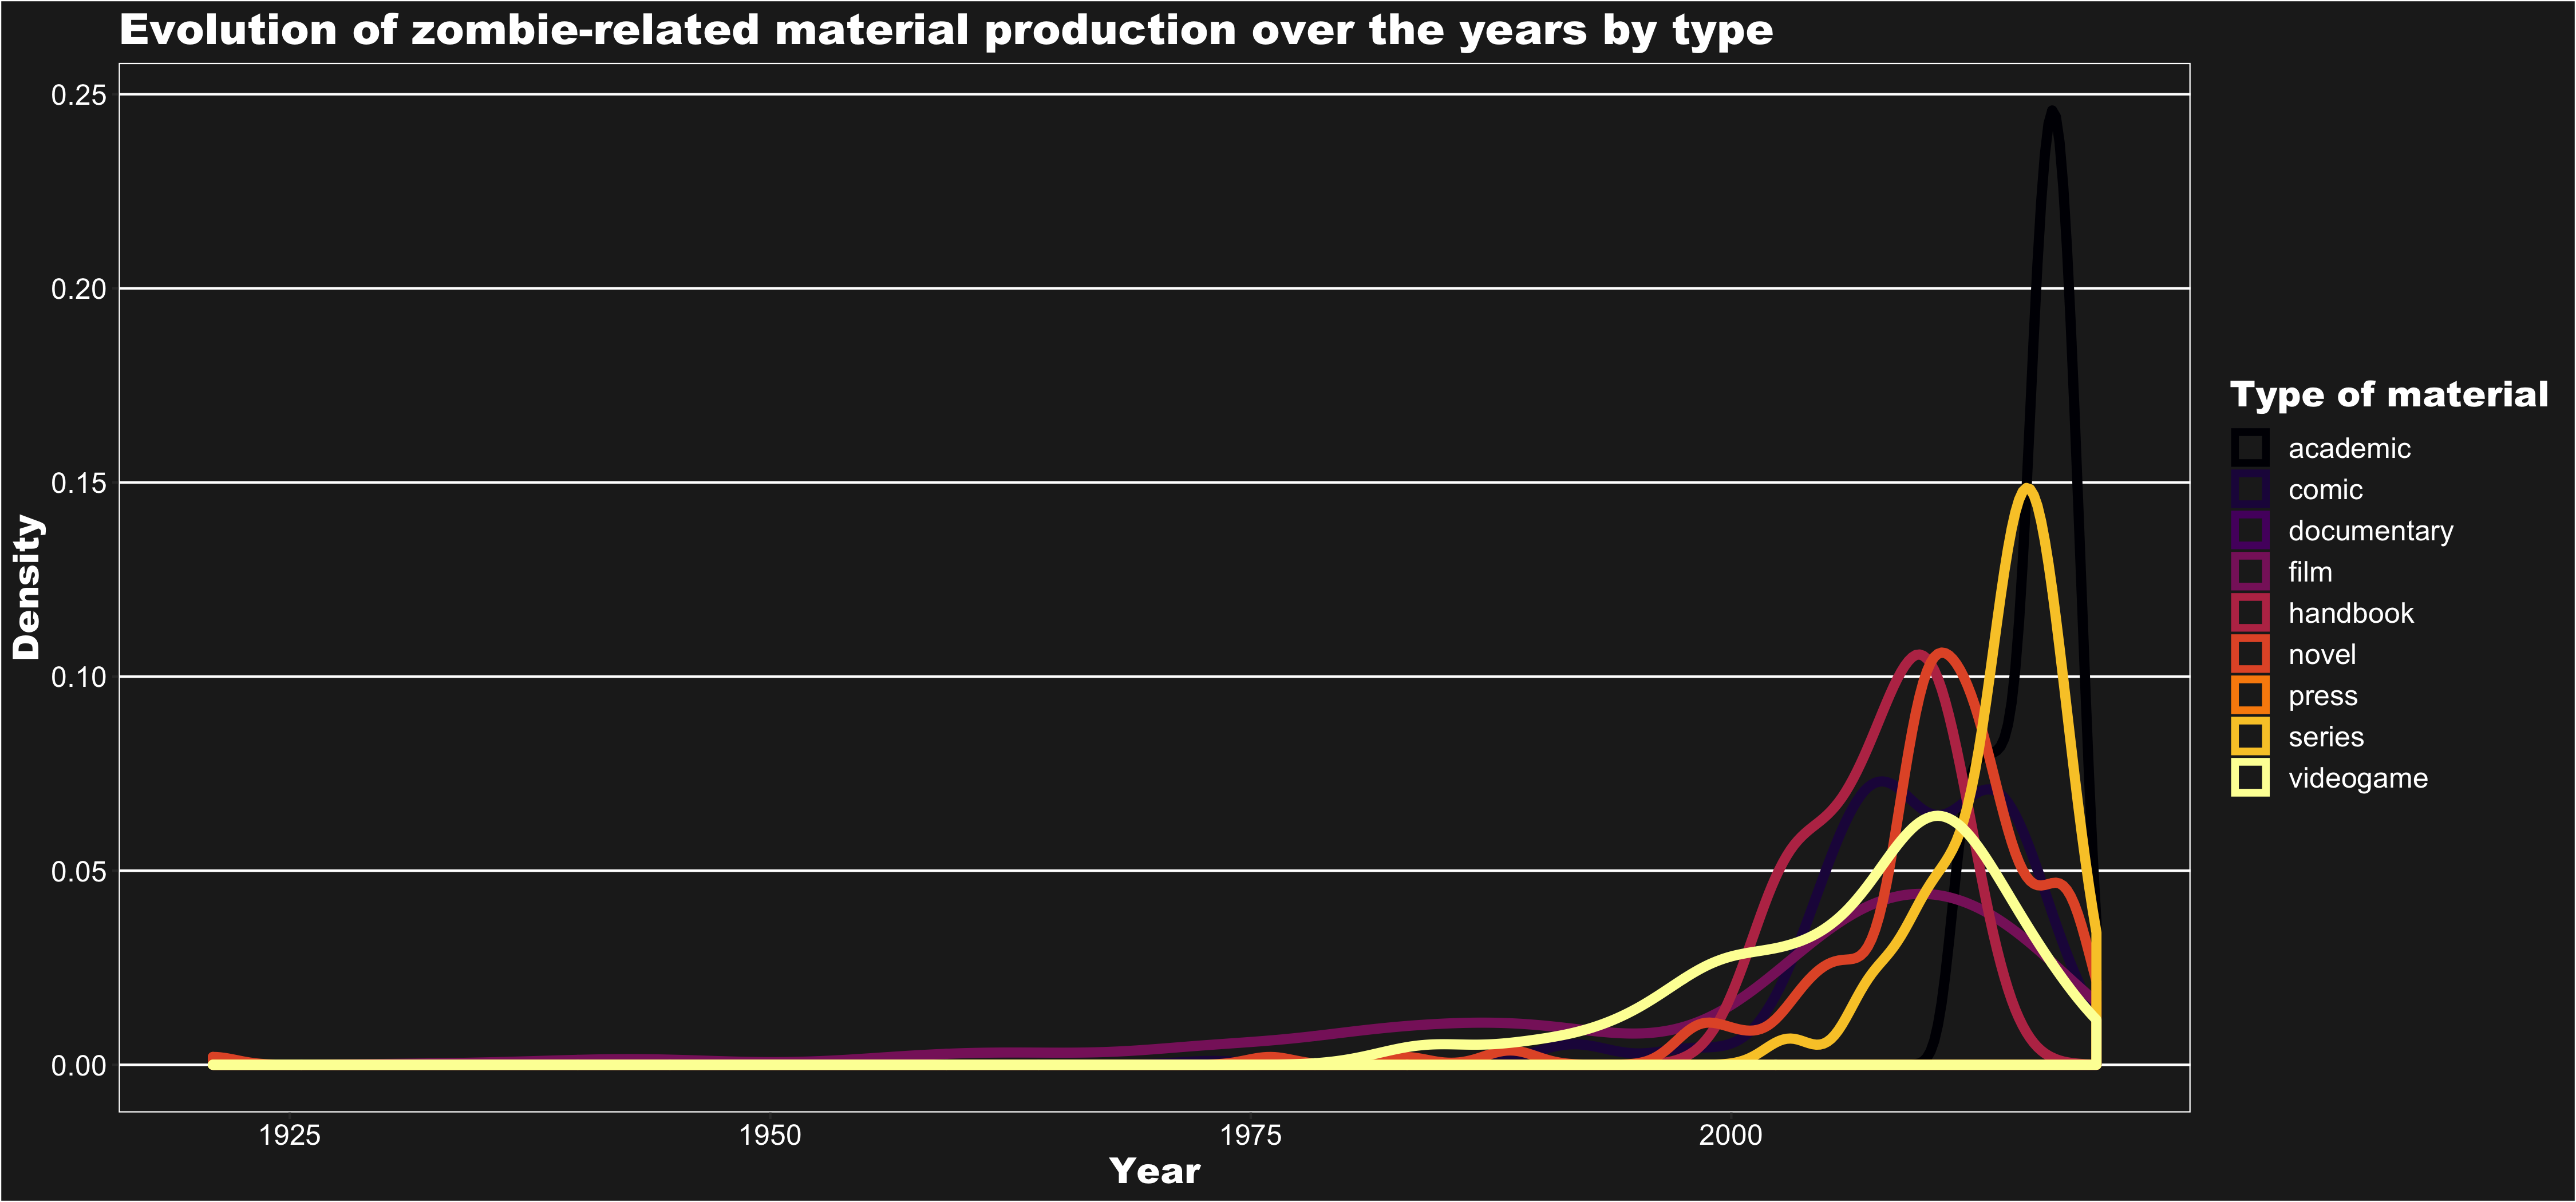 Evolution of zombie-related material production over the years by type
0.25
0.20
0.15
0.10
0.05
0.00
Density
1925 1950 1975 2000
Year
Type of material
academic
comic
documentary
film
handbook
novel
press
series
videogame